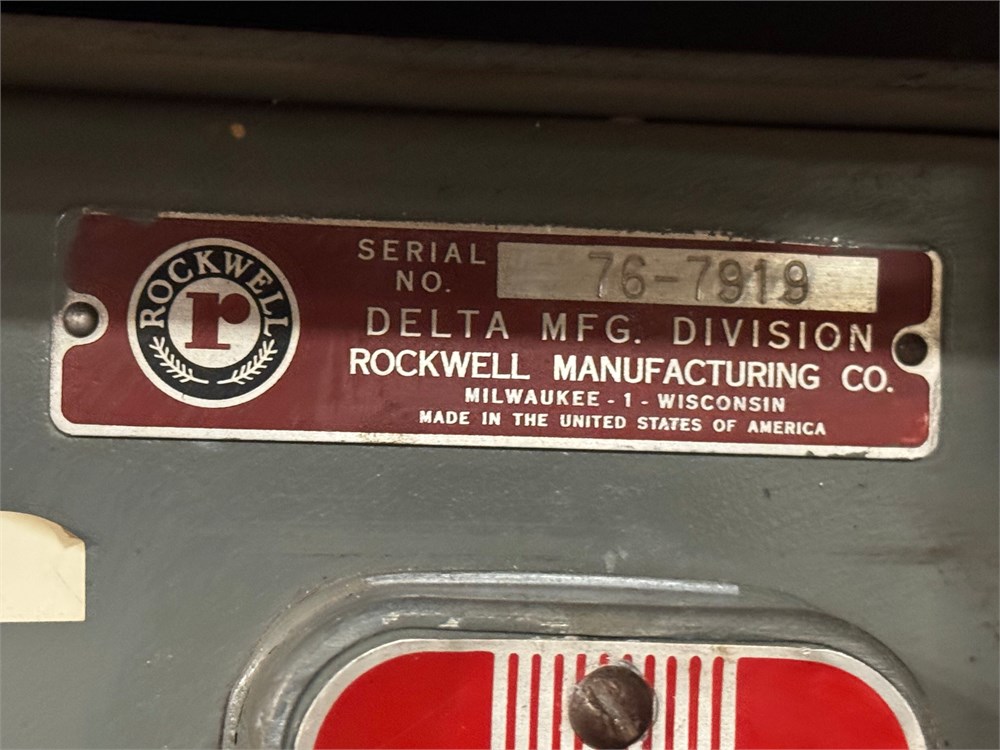 ROCKWELL
r
SERIAL NO. 76-7919
DELTA MFG. DIVISION
ROCKWELL MANUFACTURING CO.
MILWAUKEE - 1 - WISCONSIN
MADE IN THE UNITED STATES OF AMERICA